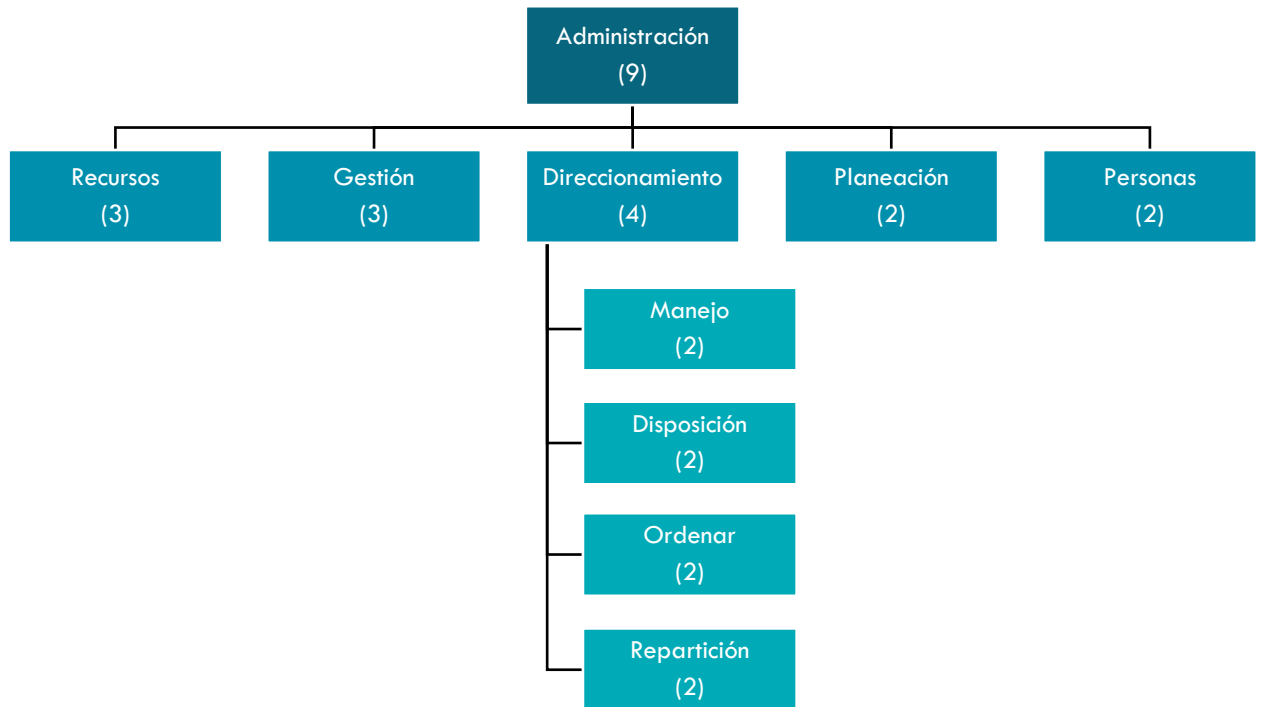 Administración
(9)
Recursos
(3)
Gestión
(3)
Direccionamiento
(4)
Planeación
(2)
Personas
(2)
Manejo
(2)
Disposición
(2)
Ordenar
(2)
Repartición
(2)